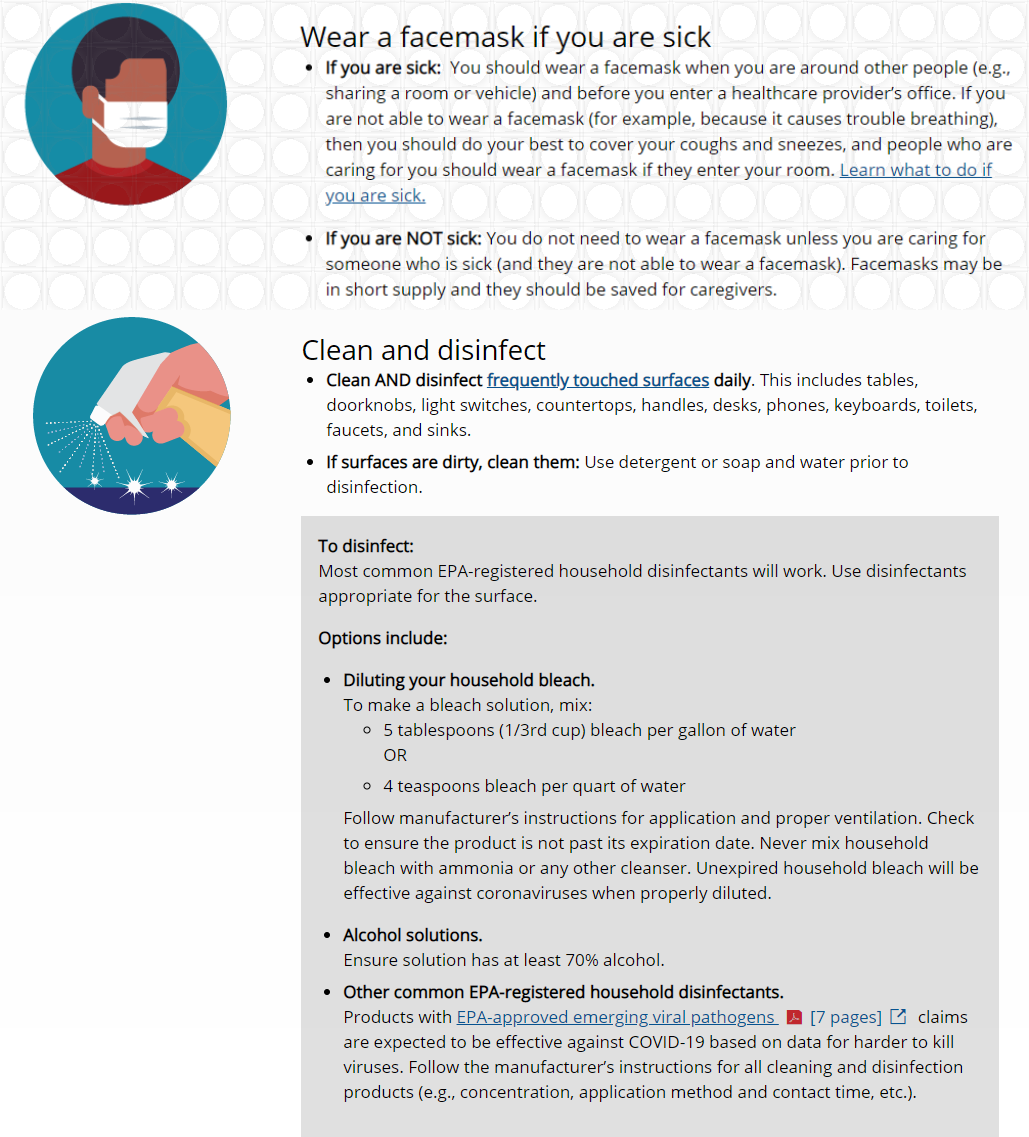 Wear a facemask if you are sick
• If you are sick: You should wear a facemask when you are around other people (e.g.,
sharing a room or vehicle) and before you enter a healthcare provider’s office. If you
are not able to wear a facemask (for example, because it causes trouble breathing),
then you should do your best to cover your coughs and sneezes, and people who are
caring for you should wear a facemask if they enter your room. Learn what to do if
you are sick.
• If you are NOT sick: You do not need to wear a facemask unless you are caring for
someone who is sick (and they are not able to wear a facemask). Facemasks may be
in short supply and they should be saved for caregivers.
Clean and disinfect
• Clean AND disinfect frequently touched surfaces daily. This includes tables,
doorknobs, light switches, countertops, handles, desks, phones, keyboards, toilets,
faucets, and sinks.
• If surfaces are dirty, clean them: Use detergent or soap and water prior to
disinfection.
To disinfect:
Most common EPA-registered household disinfectants will work. Use disinfectants
appropriate for the surface.
Options include:
• Diluting your household bleach.
To make a bleach solution, mix:
◦ 5 tablespoons (1/3rd cup) bleach per gallon of water
OR
◦ 4 teaspoons bleach per quart of water
Follow manufacturer’s instructions for application and proper ventilation. Check
to ensure the product is not past its expiration date. Never mix household
bleach with ammonia or any other cleanser. Unexpired household bleach will be
effective against coronaviruses when properly diluted.
• Alcohol solutions.
Ensure solution has at least 70% alcohol.
• Other common EPA-registered household disinfectants.
Products with EPA-approved emerging viral pathogens [7 pages] claims
are expected to be effective against COVID-19 based on data for harder to kill
viruses. Follow the manufacturer’s instructions for all cleaning and disinfection
products (e.g., concentration, application method and contact time, etc.).